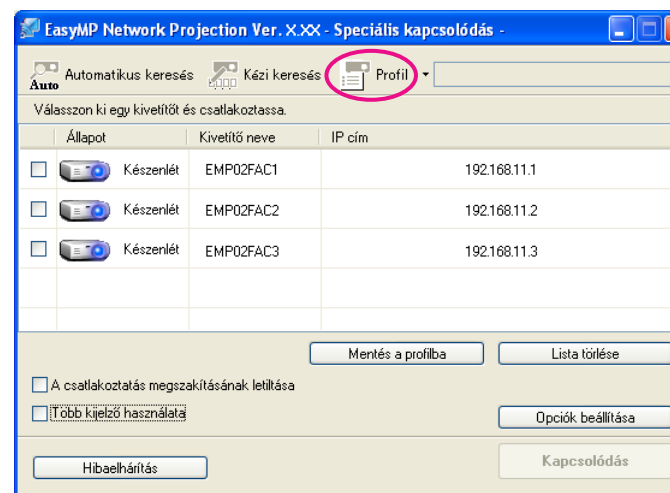 EasyMP Network Projection Ver. X.XX - Speciális kapcsolódás -
Auto Automatikus keresés Kézi keresés Profil
Válasszon ki egy kivetítőt és csatlakoztassa.
Állapot Kivetítő neve IP cím
Készenlét EMP02FAC1 192.168.11.1
Készenlét EMP02FAC2 192.168.11.2
Készenlét EMP02FAC3 192.168.11.3
Mentés a profilba Lista törlése
A csatlakoztatás megszakításának letiltása
Több kijelző használata
Opciók beállítása
Hibaelhárítás Kapcsolódás